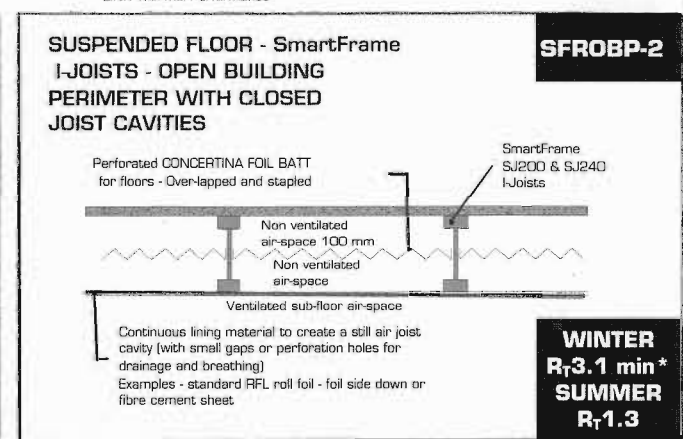 SUSPENDED FLOOR - SmartFrame
I-JOISTS - OPEN BUILDING
PERIMETER WITH CLOSED
JOIST CAVITIES
SFROBP-2
Perforated CONCERTINA FOIL BATT
for floors - Over-lapped and stapled
SmartFrame
SJ200 & SJ240
I-Joists
Non ventilated
air-space 100 mm
Non ventilated
air-space
Ventilated sub-floor air-space
Continuous lining material to create a still air joist
cavity (with small gaps or perforation holes for
drainage and breathing)
Examples - standard RFL roll foil - foil side down or
fibre cement sheet
WINTER
RT3.1 min*
SUMMER
RT1.3